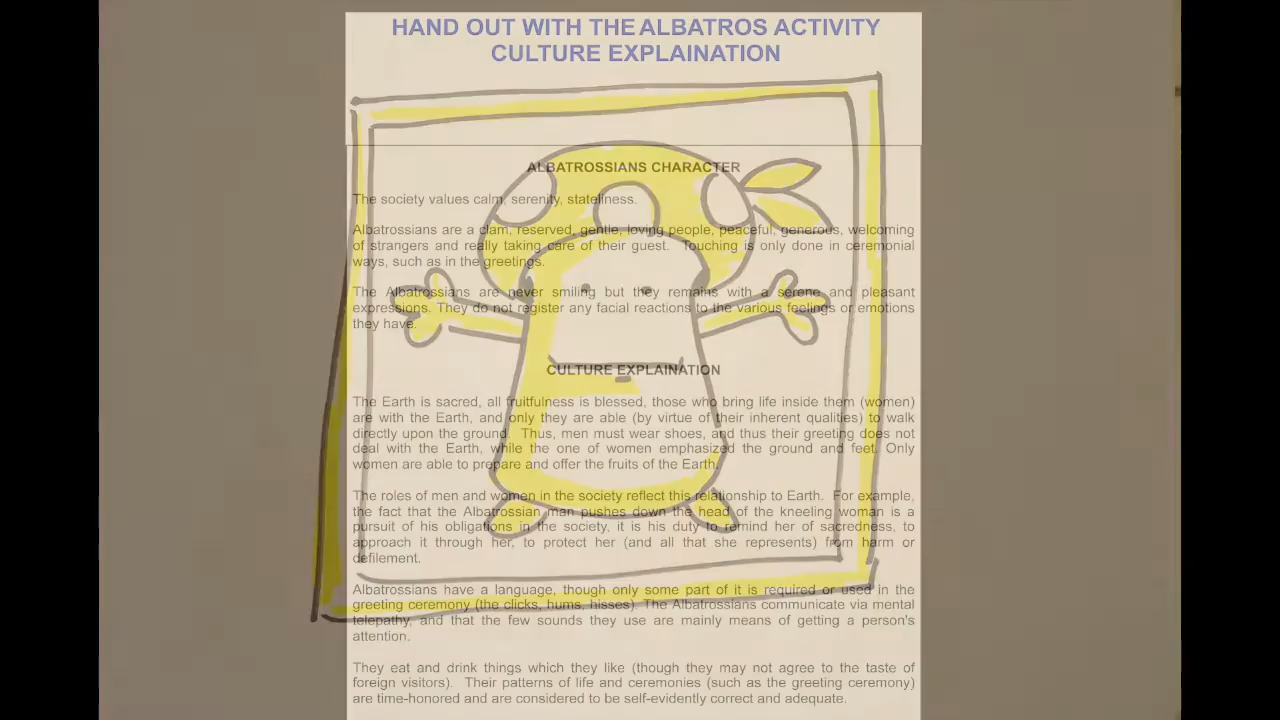 HAND OUT WITH THE ALBATROS ACTIVITY
CULTURE EXPLAINATION
ALBATROSSIANS CHARACTER
The society values calm, serenity, stateliness.
Albatrossians are a clam, reserved, gentle, loving people, peaceful, generous, welcoming
of strangers and really taking care of their guest. Touching is only done in ceremonial
ways, such as in the greetings.
The Albatrossians are never smiling but they remains with a serene and pleasant
expressions. They do not register any facial reactions to the various feelings or emotions
they have.
CULTURE EXPLAINATION
The Earth is sacred, all fruitfulness is blessed, those who bring life inside them (women)
are with the Earth, and only they are able (by virtue of their inherent qualities) to walk
directly upon the ground. Thus, men must wear shoes, and thus their greeting does not
deal with the Earth, while the one of women emphasized the ground and feet. Only
women are able to prepare and offer the fruits of the Earth.
The roles of men and women in the society reflect this relationship to Earth. For example,
the fact that the Albatrossian man pushes down the head of the kneeling woman is a
pursuit of his obligations in the society, it is his duty to remind her of sacredness, to
approach it through her, to protect her (and all that she represents) from harm or
defilement.
Albatrossians have a language, though only some part of it is required or used in the
greeting ceremony (the clicks, hums, hisses). The Albatrossians communicate via mental
telepathy, and that the few sounds they use are mainly means of getting a person's
attention.
They eat and drink things which they like (though they may not agree to the taste of
foreign visitors). Their patterns of life and ceremonies (such as the greeting ceremony)
are time-honored and are considered to be self-evidently correct and adequate.